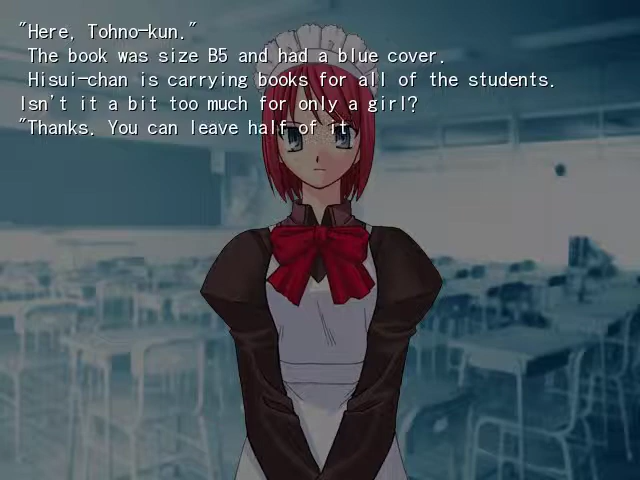 "Here, Tohno-kun."
The book was size B5 and had a blue cover.
Hisui-chan is carrying books for all of the students.
Isn't it a bit too much for only a girl?
"Thanks. You can leave half of it